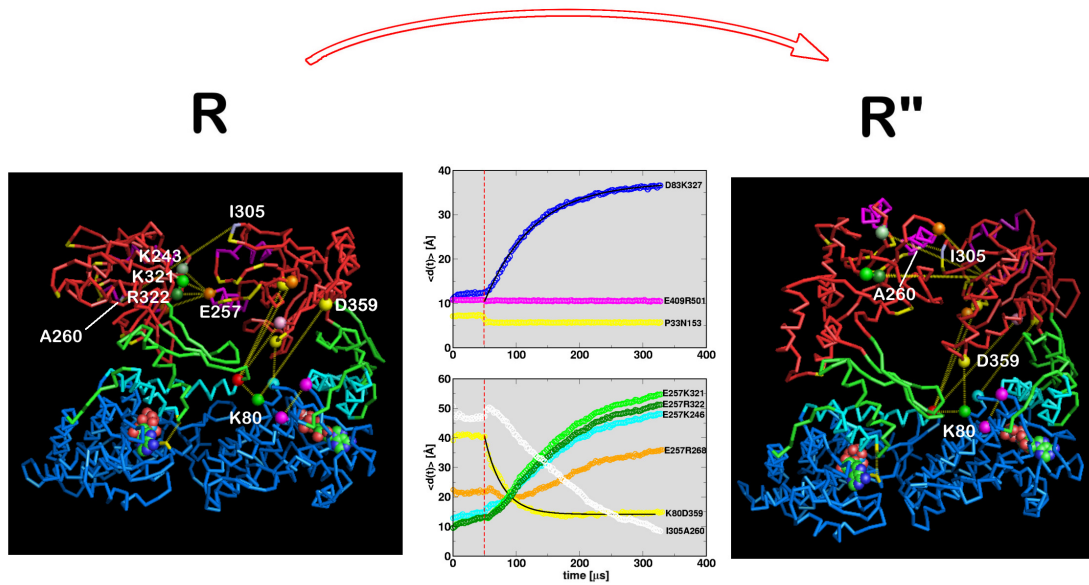 R
R"
I305
K243
K321
R322
E257
A260
D359
K80
<d(t)> [Å]
40
30
20
10
0
0 100 200 300 400
D83K327
E409R501
P33N153
<d(t)> [Å]
60
50
40
30
20
10
0
0 100 200 300 400
time [µs]
E257K321
E257R322
E257K246
E257R268
K80D359
I305A260
I305
A260
D359
K80